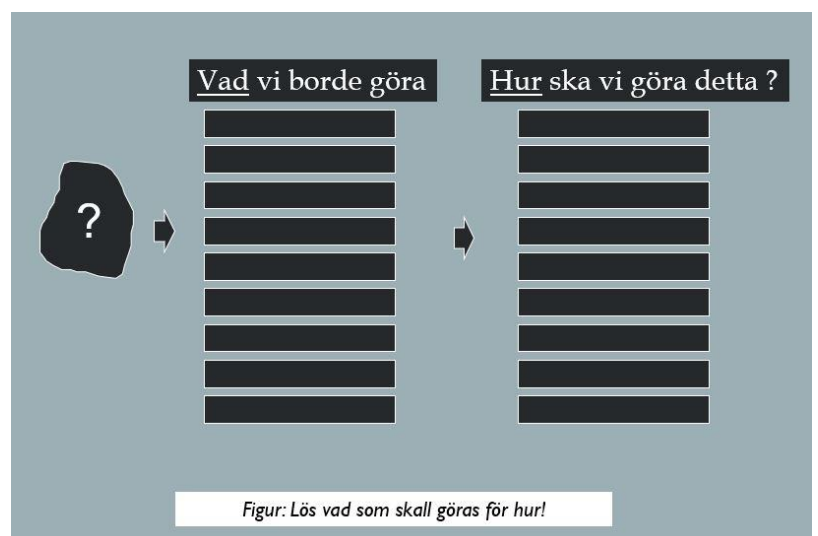 Vad vi borde göra
Hur ska vi göra detta ?
?
Figur: Lös vad som skall göras för hur!